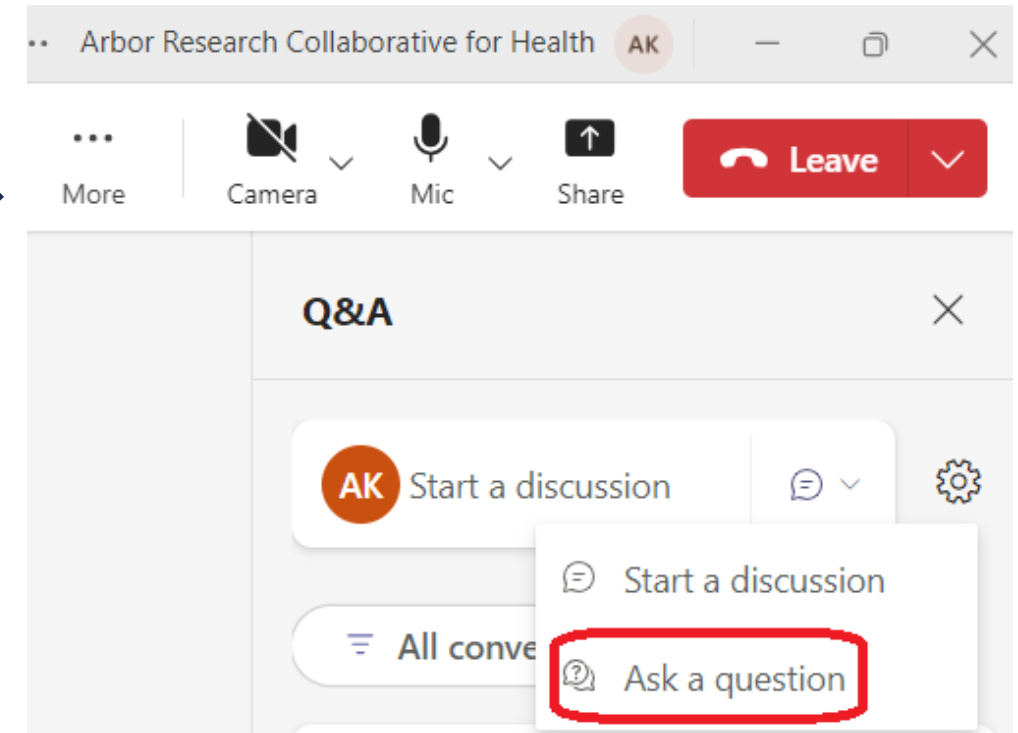 Arbor Research Collaborative for Health AK
More Camera Mic Share Leave
Q&A
AK Start a discussion
Start a discussion
All conve
Ask a question